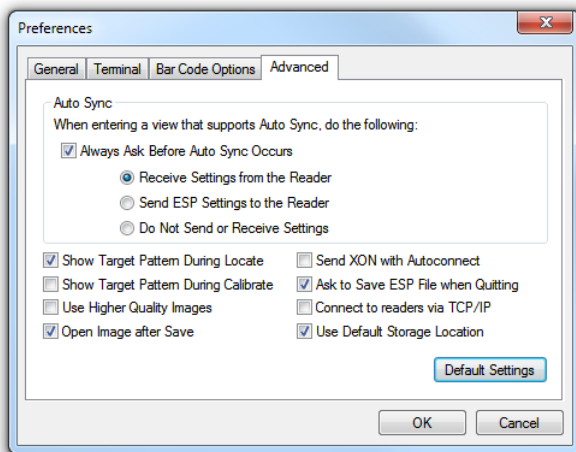 Preferences
General Terminal Bar Code Options Advanced
Auto Sync
When entering a view that supports Auto Sync, do the following:
Always Ask Before Auto Sync Occurs
Receive Settings from the Reader
Send ESP Settings to the Reader
Do Not Send or Receive Settings
Show Target Pattern During Locate
Send XON with Autoconnect
Show Target Pattern During Calibrate
Ask to Save ESP File when Quitting
Use Higher Quality Images
Connect to readers via TCP/IP
Open Image after Save
Use Default Storage Location
Default Settings
OK Cancel